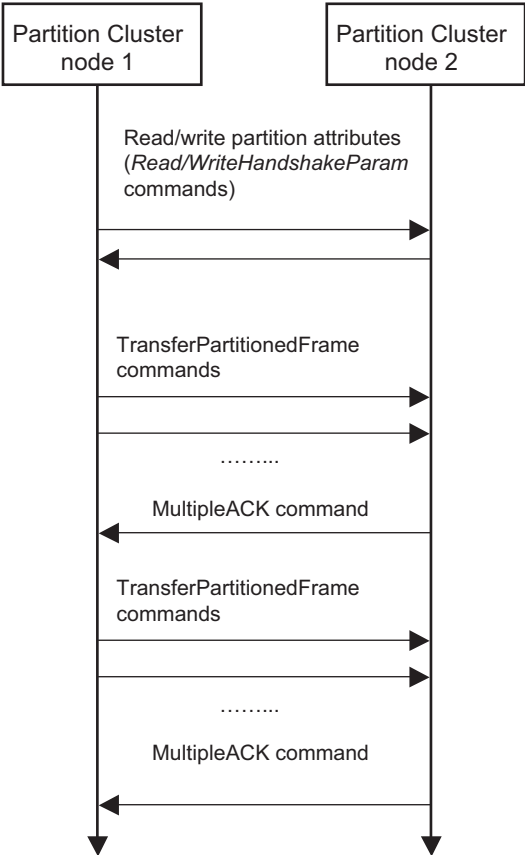 Partition Cluster
node 1
Partition Cluster
node 2
Read/write partition attributes
(Read/WriteHandshakeParam
commands)
TransferPartitionedFrame
commands
……...
MultipleACK command
TransferPartitionedFrame
commands
……...
MultipleACK command